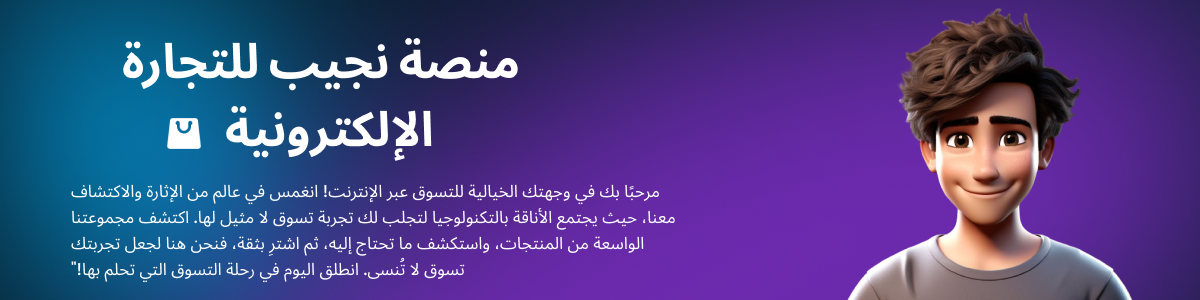 منصة نجيب للتجارة
الإلكترونية
مرحبًا بك في وجهتك الخيالية للتسوق عبر الإنترنت! انغمس في عالم من الإثارة والاكتشاف
معنا، حيث يجتمع الأناقة بالتكنولوجيا لتجلب لك تجربة تسوق لا مثيل لها. اكتشف مجموعتنا
الواسعة من المنتجات، واستكشف ما تحتاج إليه، ثم اشترِ بثقة، فنحن هنا لجعل تجربتك
تسوق لا تُنسى. انطلق اليوم في رحلة التسوق التي تحلم بها!"